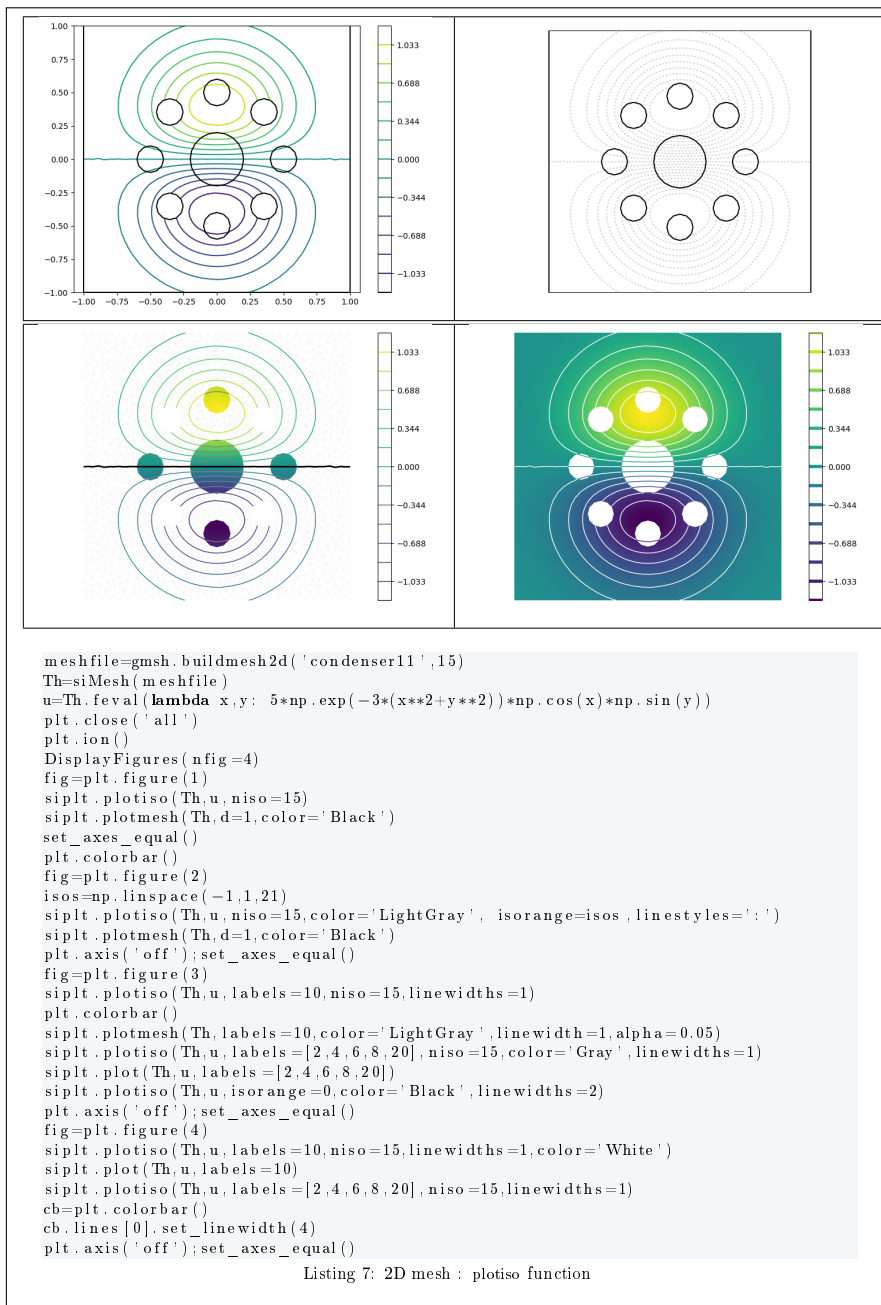 1.00
0.75
0.50
0.25
0.00
−0.25
−0.50
−0.75
−1.00
−1.00 −0.75 −0.50 −0.25 0.00 0.25 0.50 0.75 1.00
1.033
0.688
0.344
0.000
−0.344
−0.688
−1.033
1.033
0.688
0.344
0.000
−0.344
−0.688
−1.033
1.033
0.688
0.344
0.000
−0.344
−0.688
−1.033
meshfile=gmsh.buildmesh2d('condenser11',15)
Th=siMesh(meshfile)
u=Th.feval(lambda x,y: 5*np.exp(-3*(x**2+y**2))*np.cos(x)*np.sin(y))
plt.close('all')
plt.ion()
DisplayFigures(nfig=4)
fig=plt.figure(1)
siplt.plotiso(Th,u,niso=15)
siplt.plotmesh(Th,d=1,color='Black')
set_axes_equal()
plt.colorbar()
fig=plt.figure(2)
isos=np.linspace(-1,1,21)
siplt.plotiso(Th,u,niso=15,color='LightGray', isorange=isos,linestyles=':')
siplt.plotmesh(Th,d=1,color='Black')
plt.axis('off');set_axes_equal()
fig=plt.figure(3)
siplt.plotiso(Th,u,labels=10,niso=15,linewidths=1)
plt.colorbar()
siplt.plotmesh(Th,labels=10,color='LightGray',linewidth=1,alpha=0.05)
siplt.plotiso(Th,u,labels=[2,4,6,8,20],niso=15,color='Gray',linewidths=1)
siplt.plot(Th,u,labels=[2,4,6,8,20])
siplt.plotiso(Th,u,isorange=0,color='Black',linewidths=2)
plt.axis('off');set_axes_equal()
fig=plt.figure(4)
siplt.plotiso(Th,u,labels=10,niso=15,linewidths=1,color='White')
siplt.plot(Th,u,labels=10)
siplt.plotiso(Th,u,labels=[2,4,6,8,20],niso=15,linewidths=1)
cb=plt.colorbar()
cb.lines[0].set_linewidth(4)
plt.axis('off');set_axes_equal()
Listing 7: 2D mesh : plotiso function